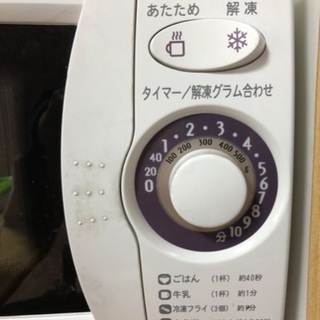 あたため 解凍
タイマー/解凍グラム合わせ
0 40 1 2 3 4 5 6 7 8 9 10 分
100 200 300 400 500 g
ごはん (1杯) 約40秒
牛乳 (1杯) 約1分
冷凍フライ (3個)